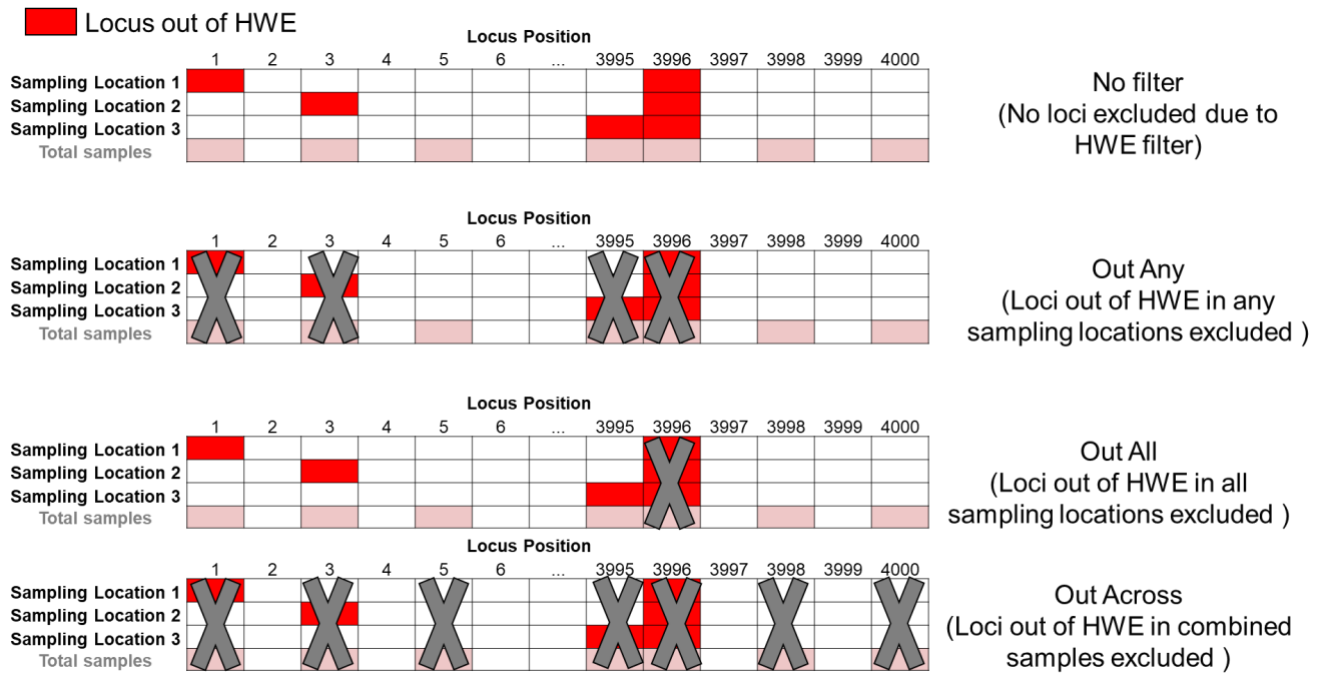 Locus out of HWE
Locus Position
1 2 3 4 5 6 ... 3995 3996 3997 3998 3999 4000
Sampling Location 1
Sampling Location 2
Sampling Location 3
Total samples
No filter
(No loci excluded due to
HWE filter)
Locus Position
1 2 3 4 5 6 ... 3995 3996 3997 3998 3999 4000
Sampling Location 1
Sampling Location 2
Sampling Location 3
Total samples
Out Any
(Loci out of HWE in any
sampling locations excluded )
Locus Position
1 2 3 4 5 6 ... 3995 3996 3997 3998 3999 4000
Sampling Location 1
Sampling Location 2
Sampling Location 3
Total samples
Out All
(Loci out of HWE in all
sampling locations excluded )
Locus Position
1 2 3 4 5 6 ... 3995 3996 3997 3998 3999 4000
Sampling Location 1
Sampling Location 2
Sampling Location 3
Total samples
Out Across
(Loci out of HWE in combined
samples excluded )